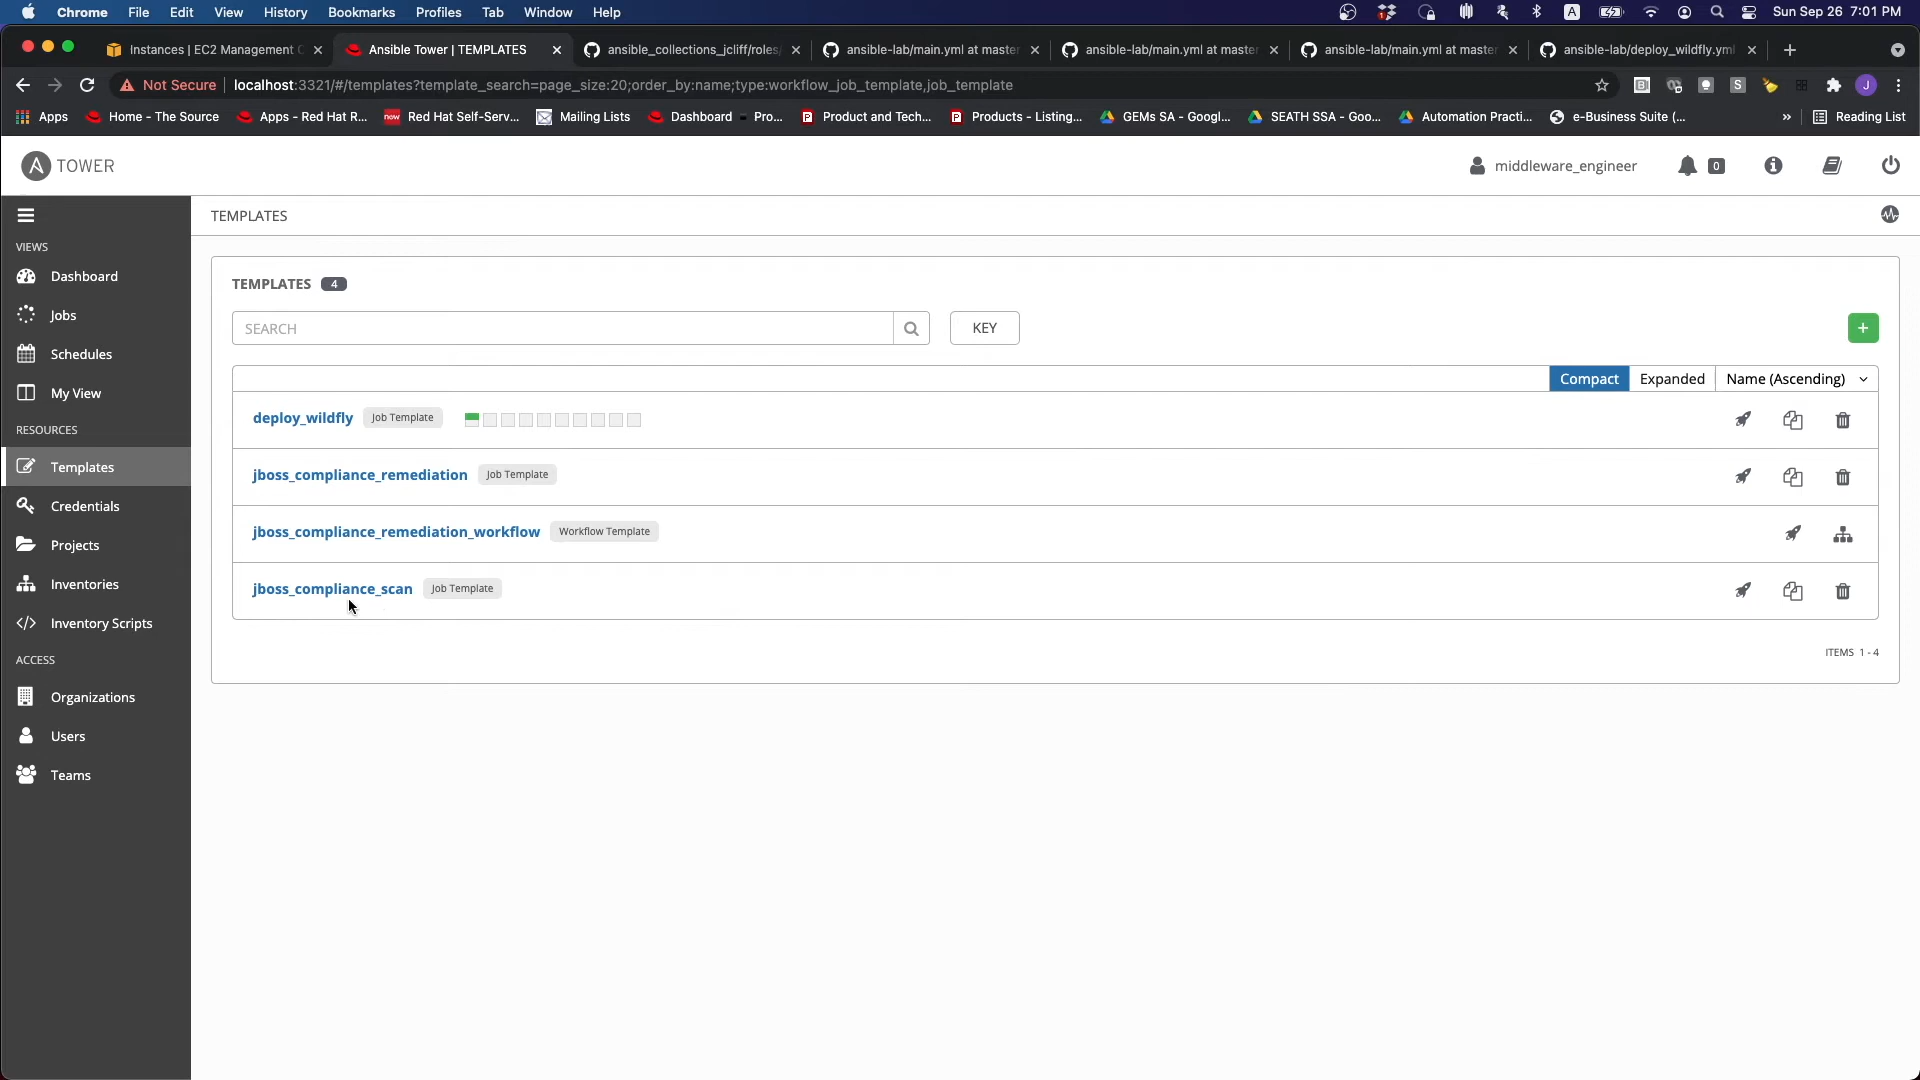 Chrome File Edit View History Bookmarks Profiles Tab Window Help A Sun Sep 26 7:01 PM
Instances | EC2 Management C Ansible Tower | TEMPLATES ansible_collections_jcliff/roles/ ansible-lab/main.yml at master ansible-lab/main.yml at master ansible-lab/main.yml at master ansible-lab/deploy_wildfly.yml
Not Secure localhost:3321/#/templates?template_search=page_size:20;order_by:name;type:workflow_job_template,job_template S J
Apps Home - The Source Apps - Red Hat R... now Red Hat Self-Serv... Mailing Lists Dashboard - Pro... P Product and Tech... P Products - Listing... GEMs SA - Googl... SEATH SSA - Goo... Automation Practi... e-Business Suite (... » Reading List
A TOWER middleware_engineer 0
TEMPLATES
VIEWS
Dashboard
Jobs
Schedules
My View
RESOURCES
Templates
Credentials
Projects
Inventories
Inventory Scripts
ACCESS
Organizations
Users
Teams
TEMPLATES 4
SEARCH KEY +
Compact Expanded Name (Ascending)
deploy_wildfly Job Template
jboss_compliance_remediation Job Template
jboss_compliance_remediation_workflow Workflow Template
jboss_compliance_scan Job Template
ITEMS 1 - 4